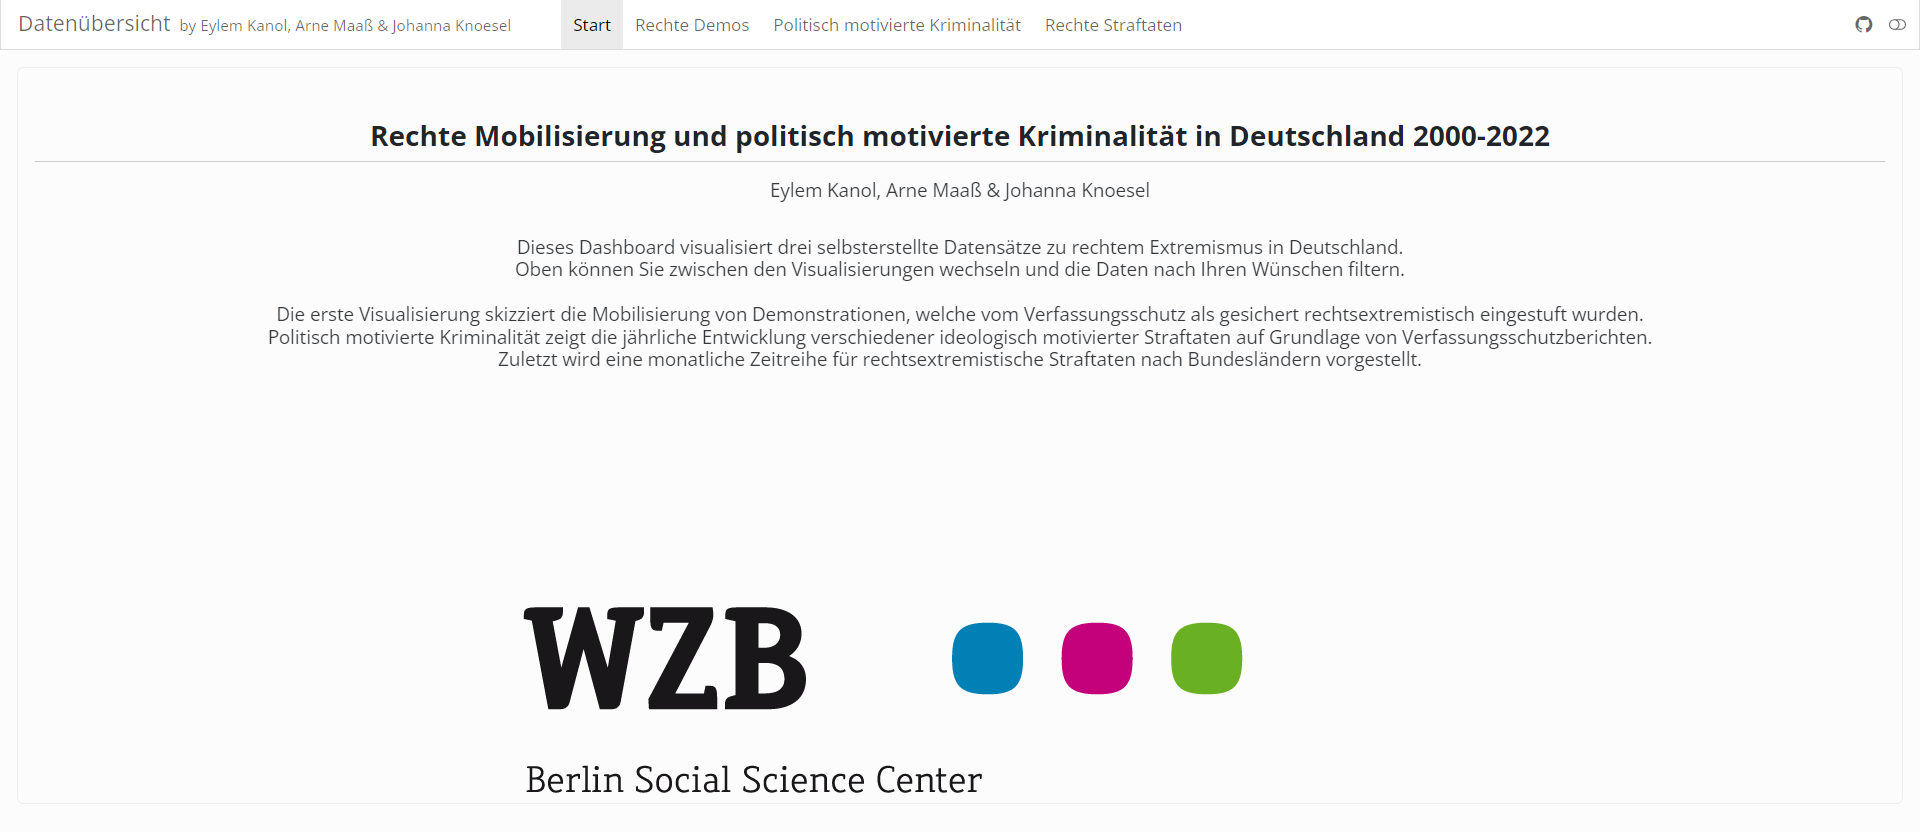 Datenübersicht by Eylem Kanol, Arne Maaß & Johanna Knoesel Start Rechte Demos Politisch motivierte Kriminalität Rechte Straftaten
Rechte Mobilisierung und politisch motivierte Kriminalität in Deutschland 2000-2022
Eylem Kanol, Arne Maaß & Johanna Knoesel
Dieses Dashboard visualisiert drei selbsterstellte Datensätze zu rechtem Extremismus in Deutschland.
Oben können Sie zwischen den Visualisierungen wechseln und die Daten nach Ihren Wünschen filtern.
Die erste Visualisierung skizziert die Mobilisierung von Demonstrationen, welche vom Verfassungsschutz als gesichert rechtsextremistisch eingestuft wurden.
Politisch motivierte Kriminalität zeigt die jährliche Entwicklung verschiedener ideologisch motivierter Straftaten auf Grundlage von Verfassungsschutzberichten.
Zuletzt wird eine monatliche Zeitreihe für rechtsextremistische Straftaten nach Bundesländern vorgestellt.
WZB
Berlin Social Science Center